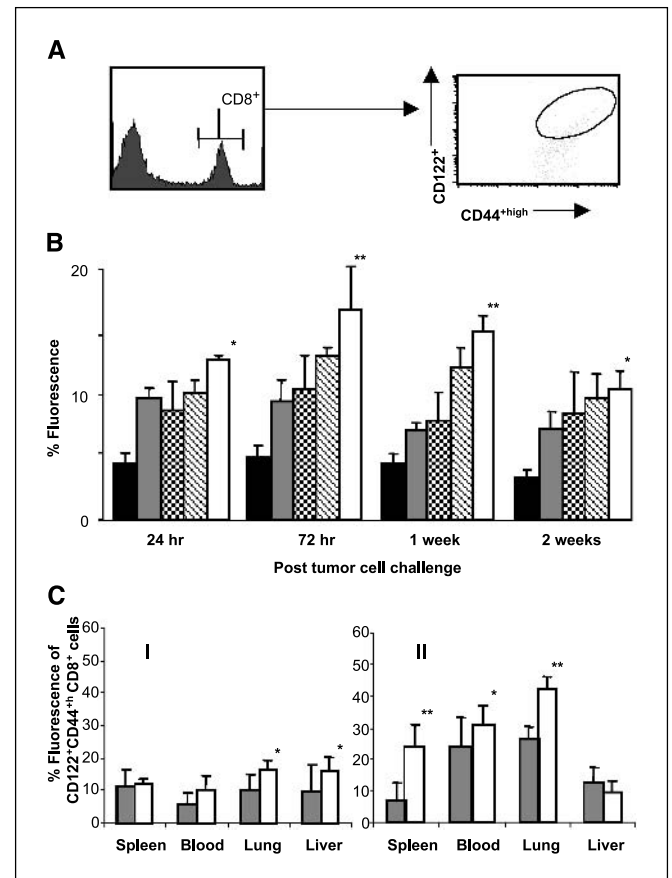 A
CD8+
CD122+
CD44+high
B
% Fluorescence
20
10
0
*
**
**
*
24 hr
72 hr
1 week
2 weeks
Post tumor cell challenge
C
% Fluorescence of
CD122+CD44+h CD8+ cells
60
50
40
30
20
10
0
I
*
*
Spleen
Blood
Lung
Liver
60
50
40
30
20
10
0
II
**
*
**
Spleen
Blood
Lung
Liver